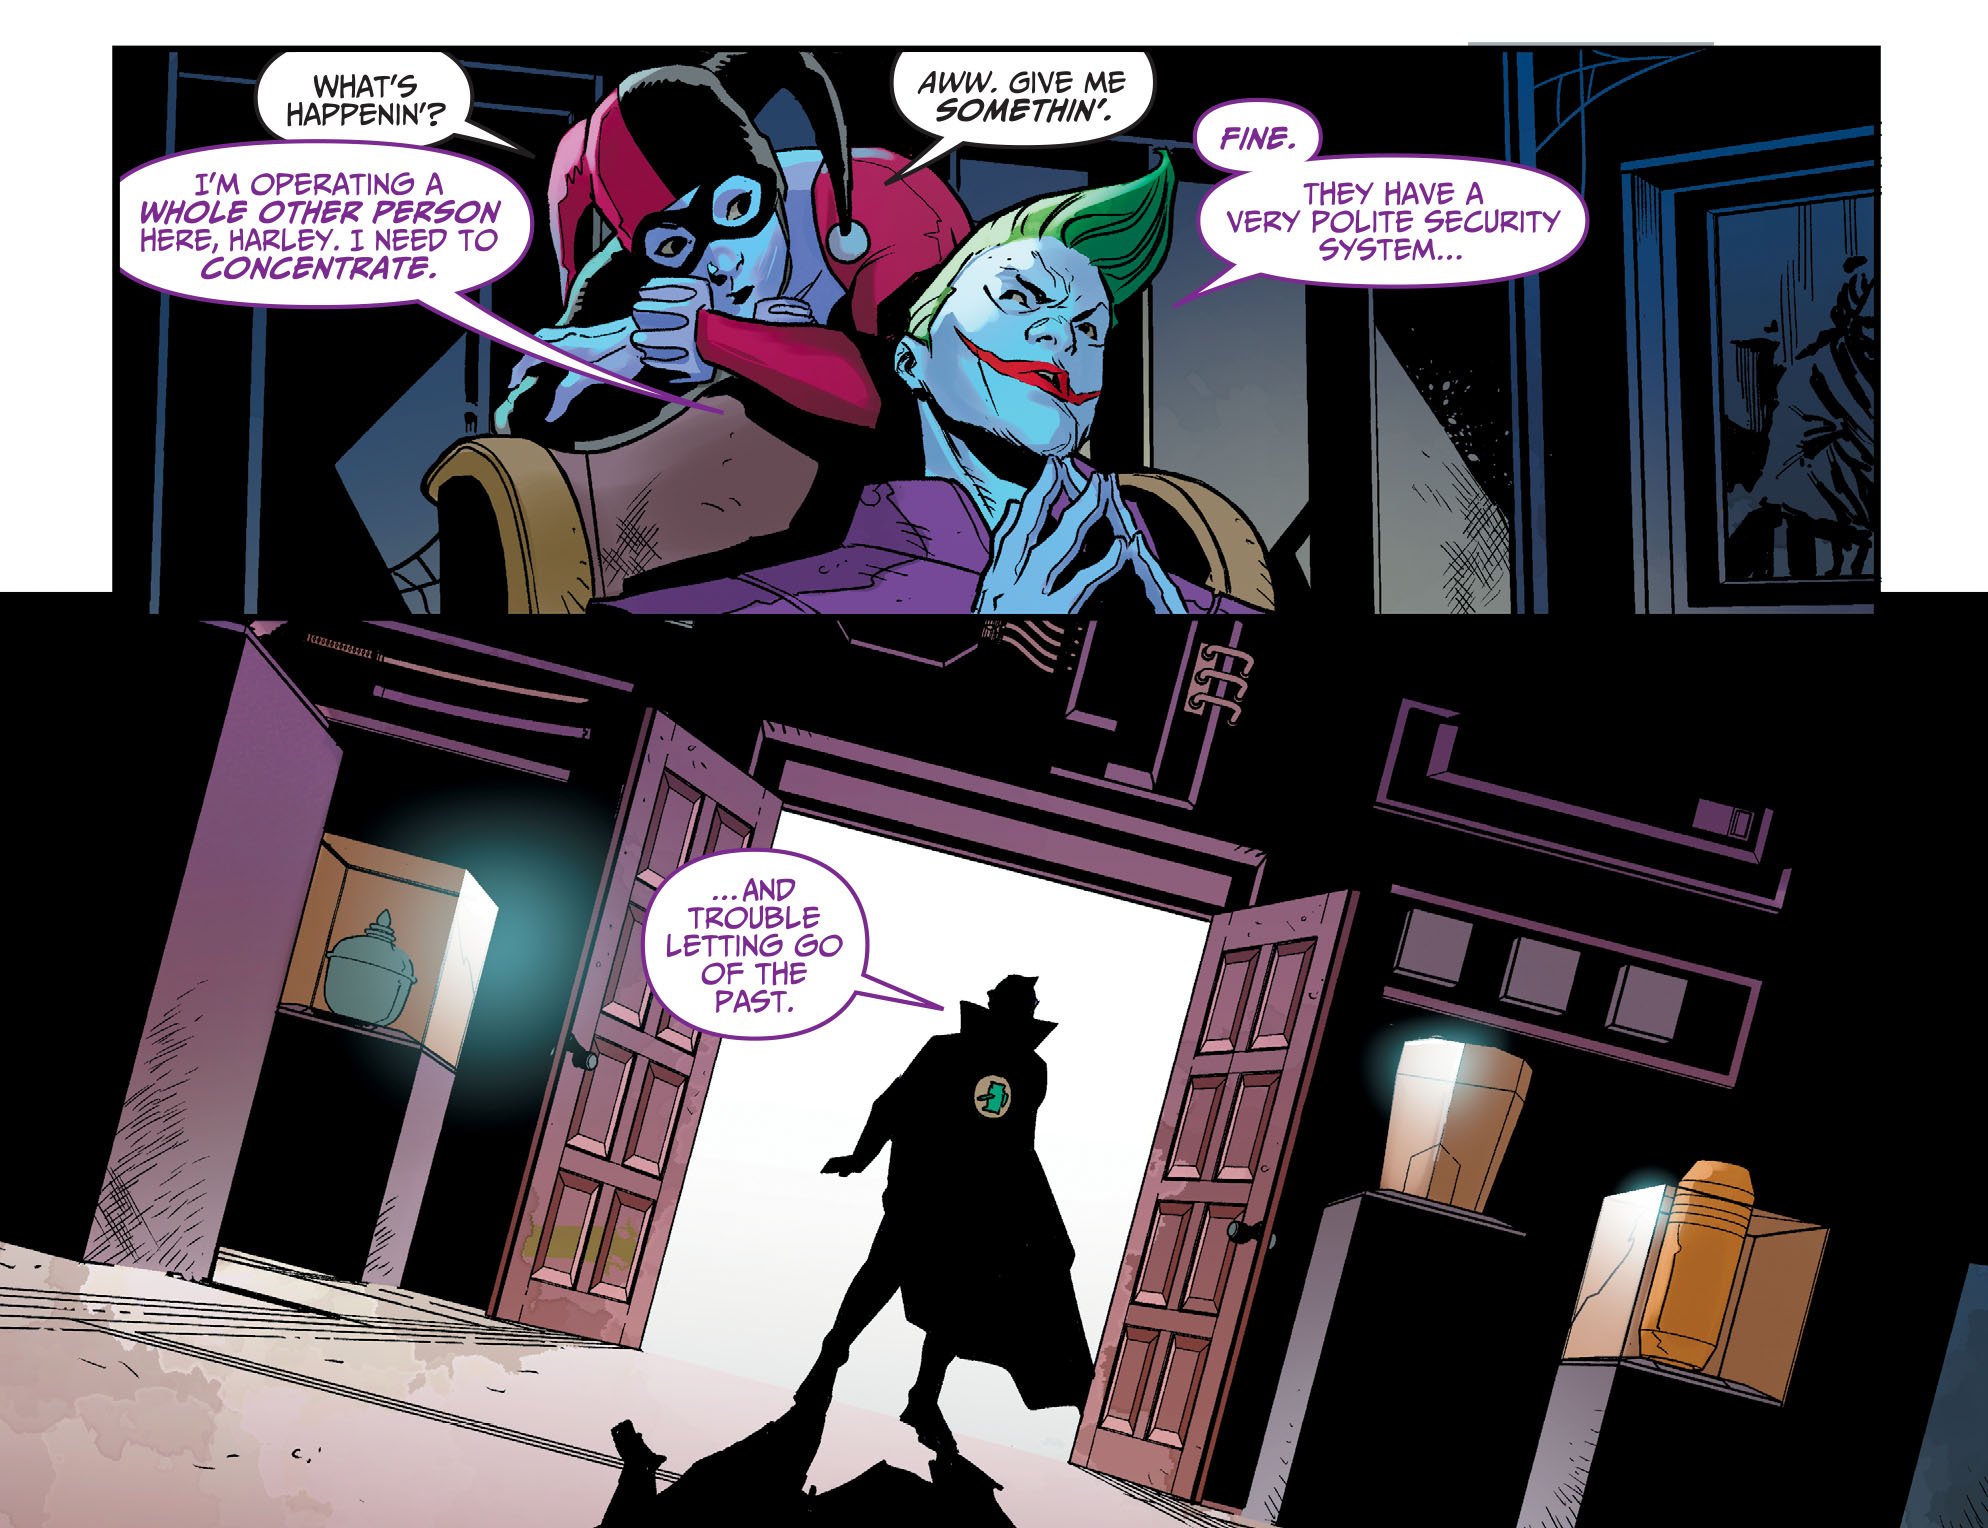 WHAT'S
HAPPENIN'?
I'M OPERATING A
WHOLE OTHER PERSON
HERE, HARLEY. I NEED TO
CONCENTRATE.
AWW. GIVE ME
SOMETHIN'.
FINE.
THEY HAVE A
VERY POLITE SECURITY
SYSTEM...
...AND
TROUBLE
LETTING GO
OF THE
PAST.